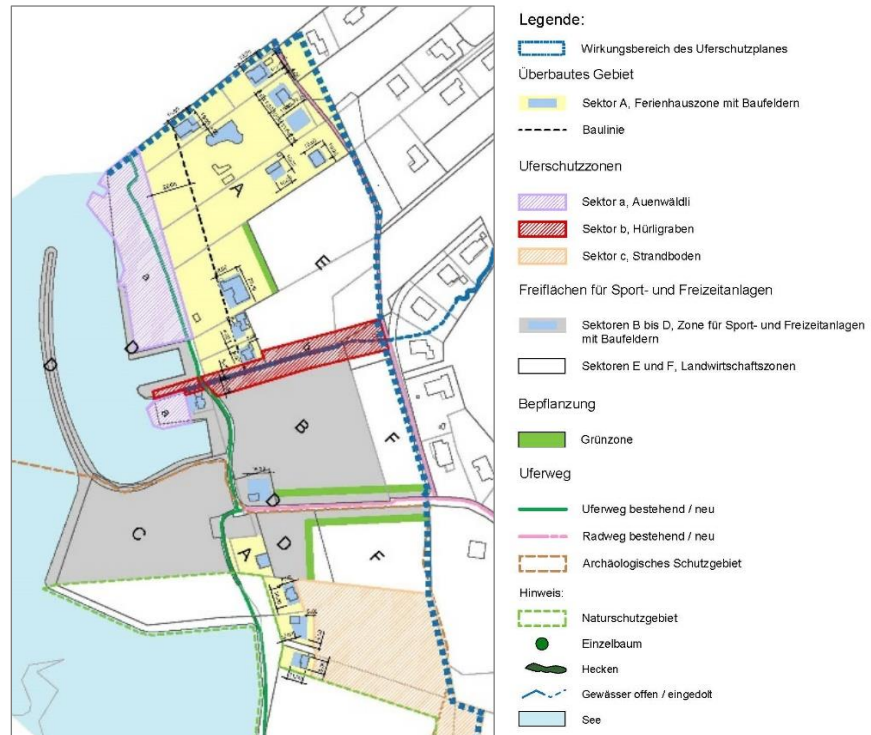 Legende:
Wirkungsbereich des Uferschutzplanes
Überbautes Gebiet
Sektor A, Ferienhauszone mit Baufeldern
Baulinie
Uferschutzzonen
Sektor a, Auenwäldli
Sektor b, Hürligraben
Sektor c, Strandboden
Freiflächen für Sport- und Freizeitanlagen
Sektoren B bis D, Zone für Sport- und Freizeitanlagen
mit Baufeldern
Sektoren E und F, Landwirtschaftszonen
Bepflanzung
Grünzone
Uferweg
Uferweg bestehend / neu
Radweg bestehend / neu
Archäologisches Schutzgebiet
Hinweis:
Naturschutzgebiet
Einzelbaum
Hecken
Gewässer offen / eingedolt
See
A
a
E
D
D
b
a
B
F
D
C
A
D
F